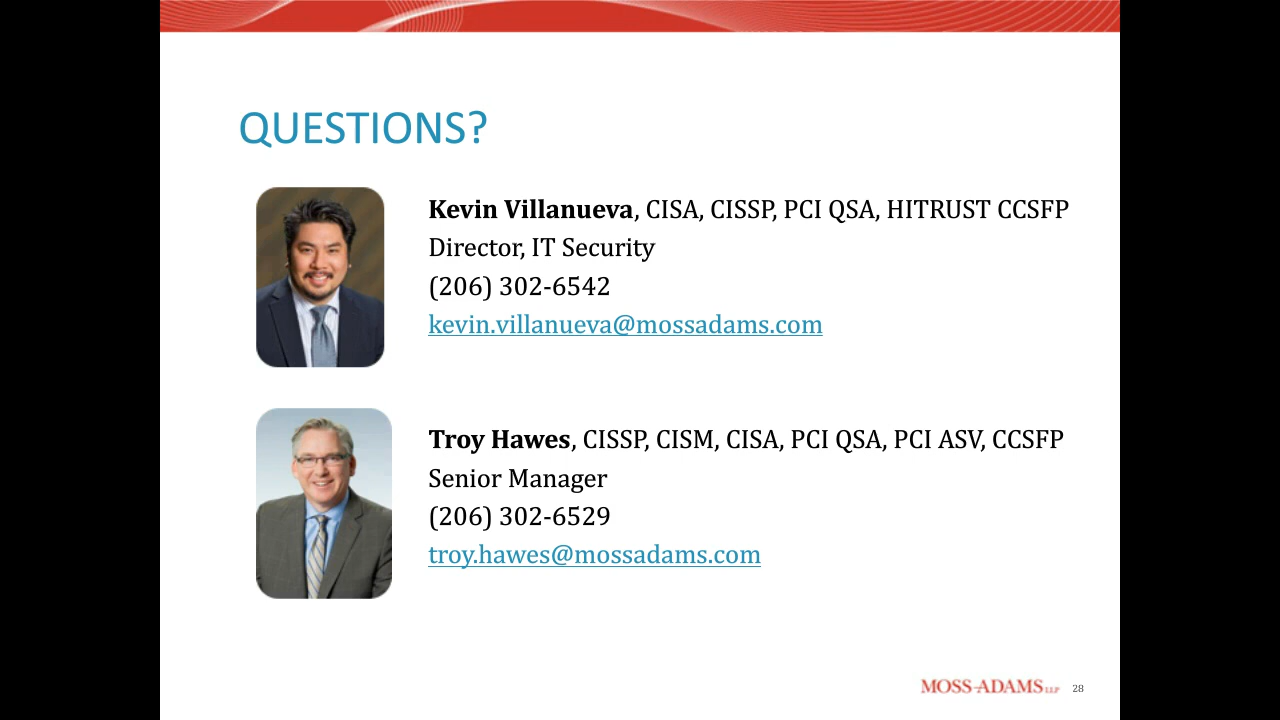 QUESTIONS?
Kevin Villanueva, CISA, CISSP, PCI QSA, HITRUST CCSFP
Director, IT Security
(206) 302-6542
kevin.villanueva@mossadams.com
Troy Hawes, CISSP, CISM, CISA, PCI QSA, PCI ASV, CCSFP
Senior Manager
(206) 302-6529
troy.hawes@mossadams.com
MOSS-ADAMS LLP 28